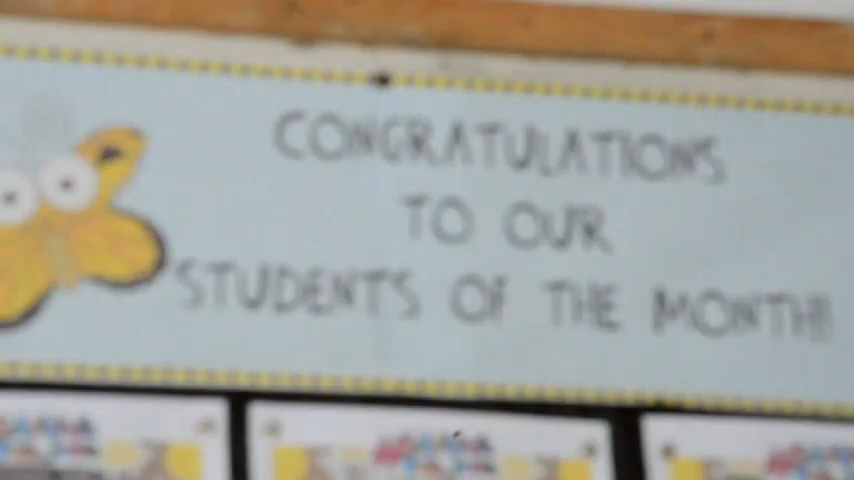 CONGRATULATIONS
TO OUR
STUDENTS OF THE MONTH!!